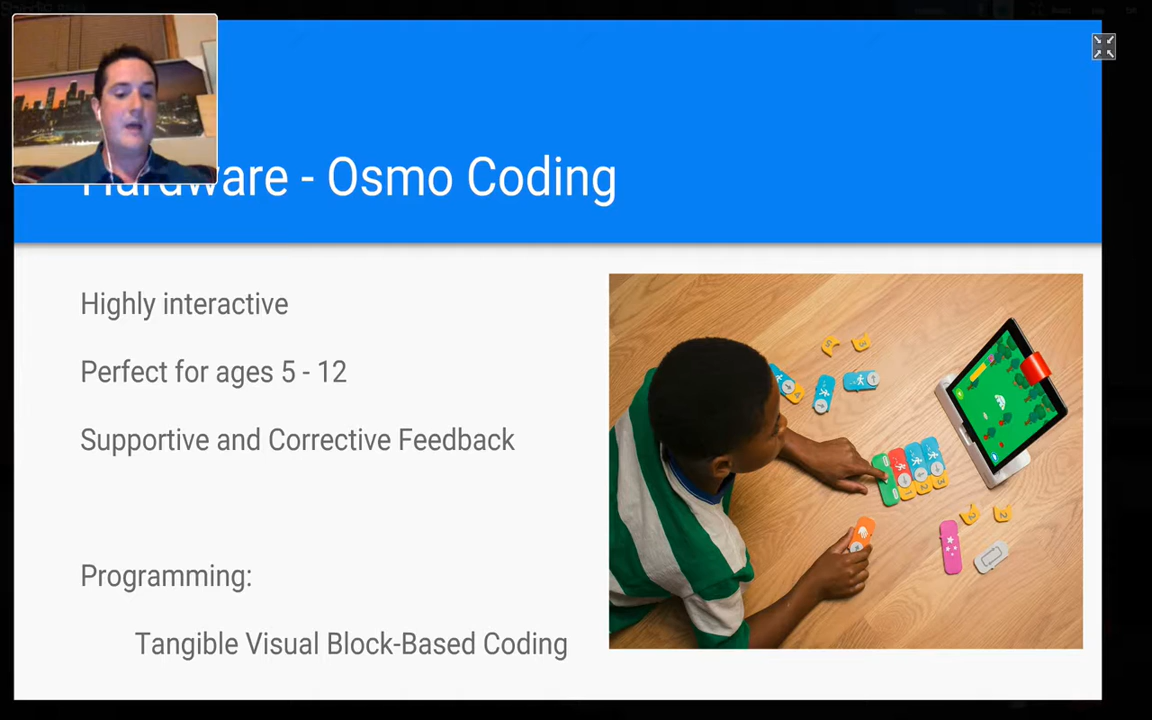 Hardware - Osmo Coding
Highly interactive
Perfect for ages 5 - 12
Supportive and Corrective Feedback
Programming:
Tangible Visual Block-Based Coding